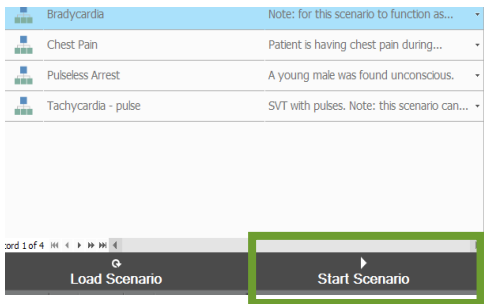 Bradycardia Note: for this scenario to function as...
Chest Pain Patient is having chest pain during...
Pulseless Arrest A young male was found unconscious.
Tachycardia - pulse SVT with pulses. Note: this scenario can...
cord 1 of 4
Load Scenario Start Scenario